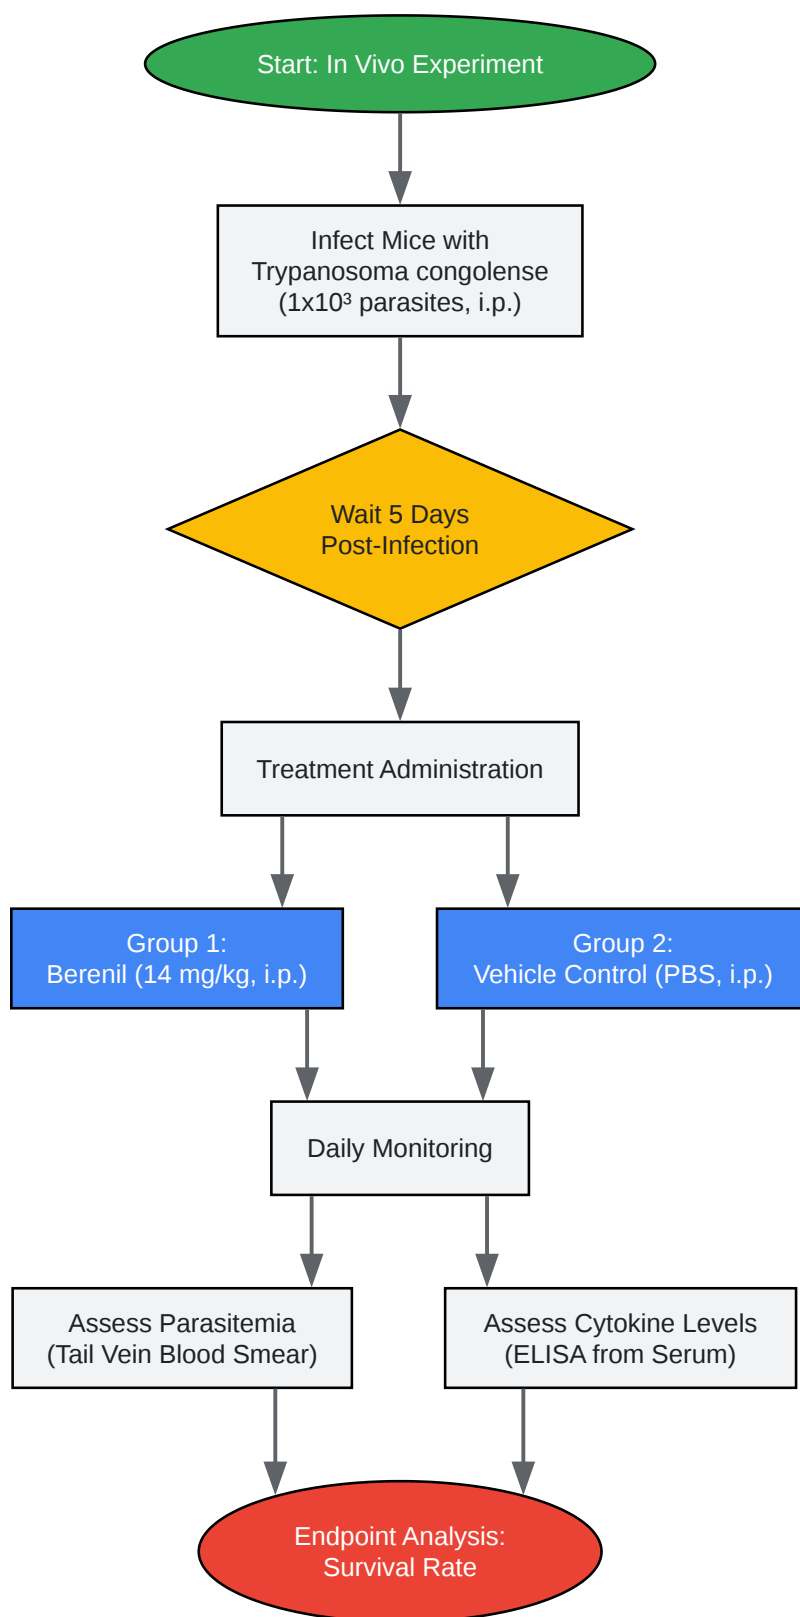 Start: In Vivo Experiment
Infect Mice with
Trypanosoma congolense
(1x10³ parasites, i.p.)
Wait 5 Days
Post-Infection
Treatment Administration
Group 1:
Berenil (14 mg/kg, i.p.)
Group 2:
Vehicle Control (PBS, i.p.)
Daily Monitoring
Assess Parasitemia
(Tail Vein Blood Smear)
Assess Cytokine Levels
(ELISA from Serum)
Endpoint Analysis:
Survival Rate